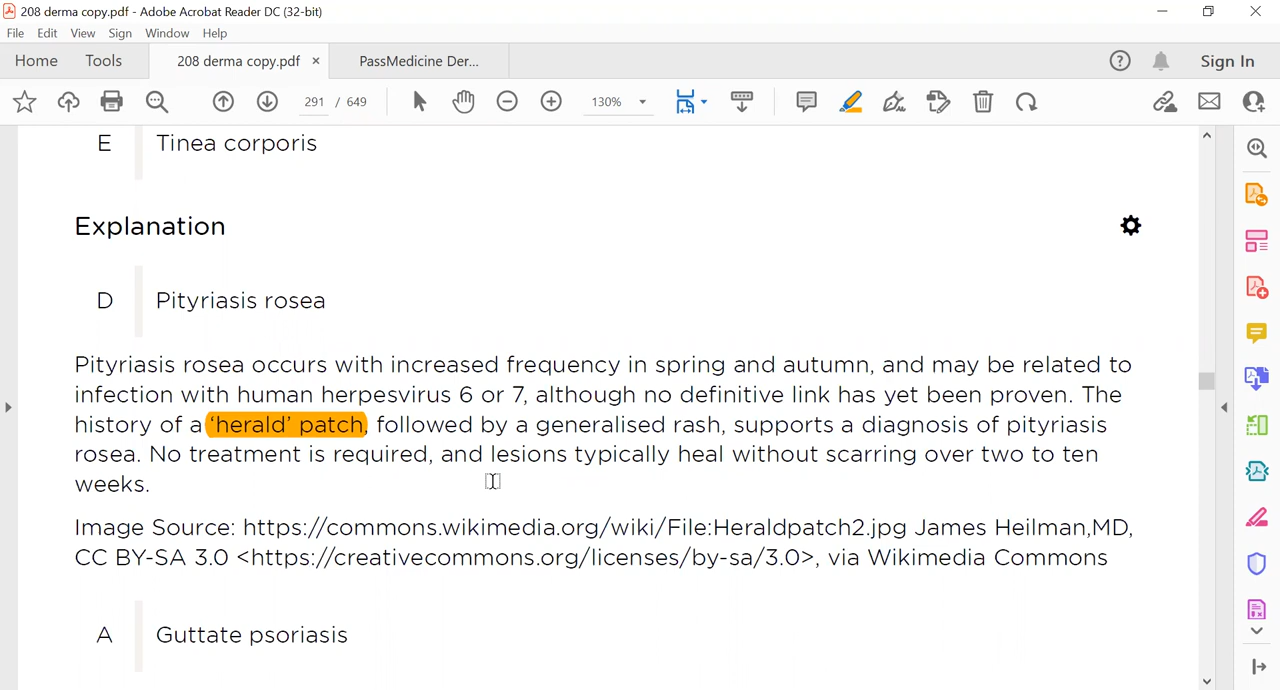 208 derma copy.pdf - Adobe Acrobat Reader DC (32-bit)
File Edit View Sign Window Help
Home Tools 208 derma copy.pdf × PassMedicine Der... Sign In
291 / 649 130%
E Tinea corporis
Explanation
D Pityriasis rosea
Pityriasis rosea occurs with increased frequency in spring and autumn, and may be related to
infection with human herpesvirus 6 or 7, although no definitive link has yet been proven. The
history of a ‘herald’ patch, followed by a generalised rash, supports a diagnosis of pityriasis
rosea. No treatment is required, and lesions typically heal without scarring over two to ten
weeks.
Image Source: https://commons.wikimedia.org/wiki/File:Heraldpatch2.jpg James Heilman,MD,
CC BY-SA 3.0 <https://creativecommons.org/licenses/by-sa/3.0>, via Wikimedia Commons
A Guttate psoriasis